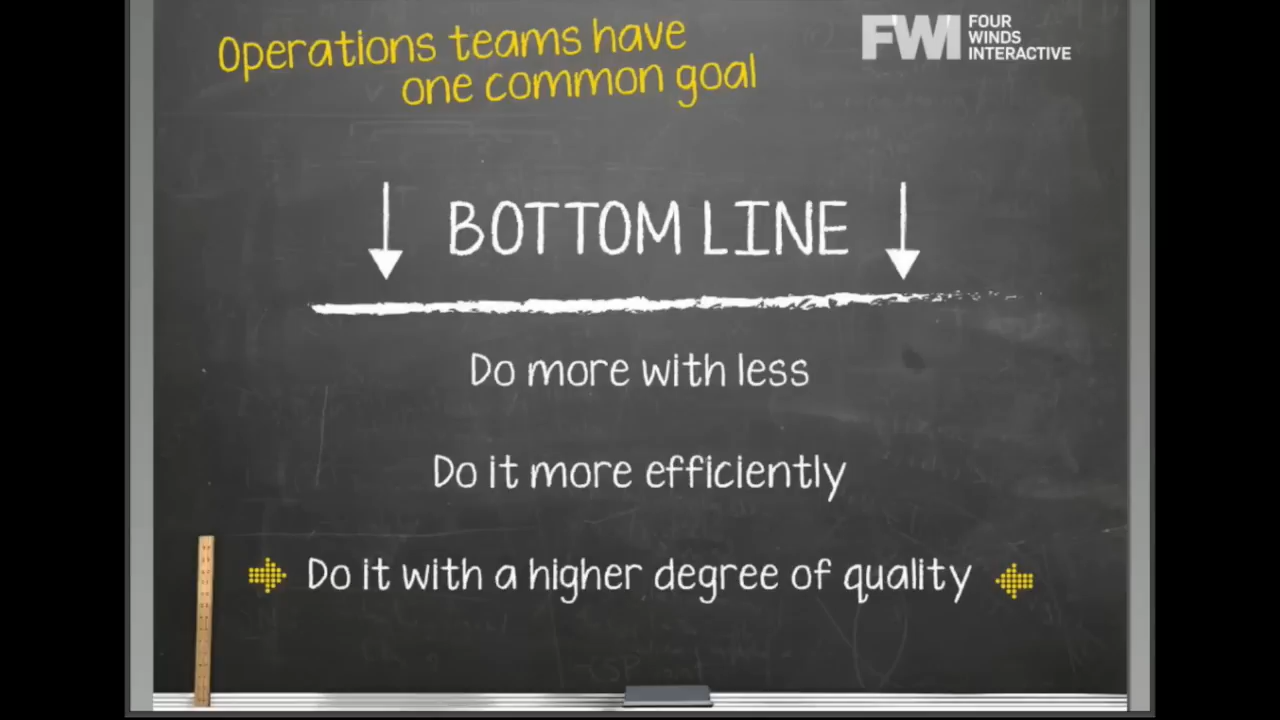 Operations teams have
one common goal
FWI FOUR
WINDS
INTERACTIVE
BOTTOM LINE
Do more with less
Do it more efficiently
Do it with a higher degree of quality